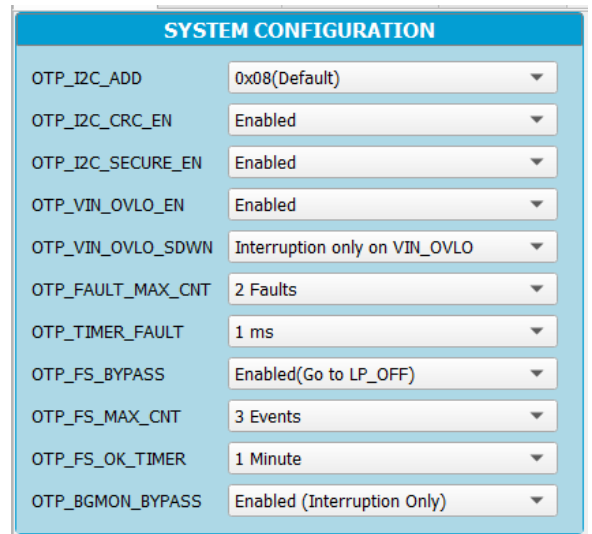 SYSTEM CONFIGURATION
OTP_I2C_ADD 0x08(Default)
OTP_I2C_CRC_EN Enabled
OTP_I2C_SECURE_EN Enabled
OTP_VIN_OVLO_EN Enabled
OTP_VIN_OVLO_SDWN Interruption only on VIN_OVLO
OTP_FAULT_MAX_CNT 2 Faults
OTP_TIMER_FAULT 1 ms
OTP_FS_BYPASS Enabled(Go to LP_OFF)
OTP_FS_MAX_CNT 3 Events
OTP_FS_OK_TIMER 1 Minute
OTP_BGMON_BYPASS Enabled (Interruption Only)